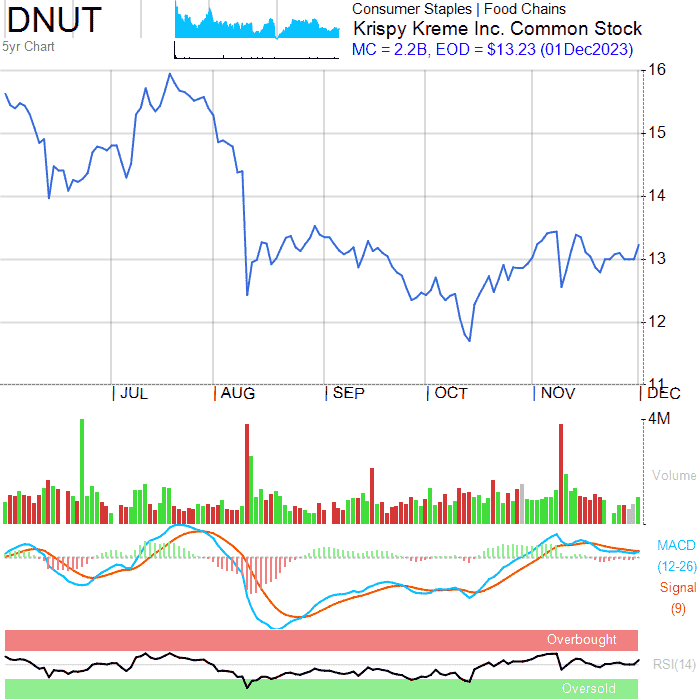 DNUT
5yr Chart
Consumer Staples | Food Chains
Krispy Kreme Inc. Common Stock
MC = 2.2B, EOD = $13.23 (01Dec2023)
16
15
14
13
12
11
| JUL | AUG | SEP | OCT | NOV | DEC
4M
Volume
MACD
(12-26)
Signal
(9)
Overbought
RSI(14)
Oversold